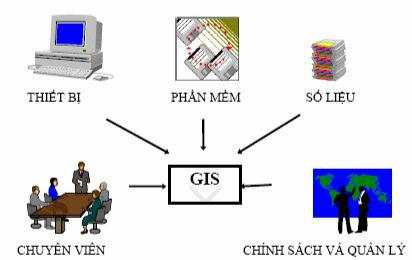 THIẾT BỊ
PHẦN MỀM
SỐ LIỆU
GIS
CHUYÊN VIÊN
CHÍNH SÁCH VÀ QUẢN LÝ